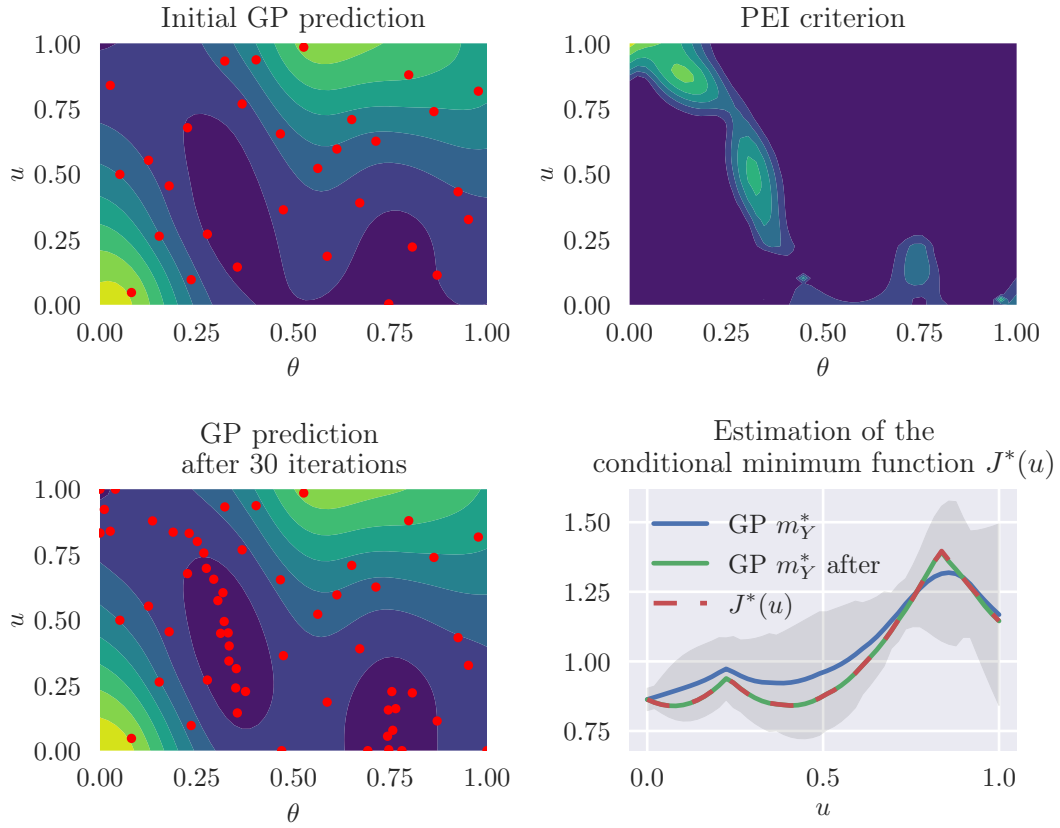 Initial GP prediction
1.00
0.75
0.50
0.25
0.00
u
0.00 0.25 0.50 0.75 1.00
θ
PEI criterion
1.00
0.75
0.50
0.25
0.00
u
0.00 0.25 0.50 0.75 1.00
θ
GP prediction
after 30 iterations
1.00
0.75
0.50
0.25
0.00
u
0.00 0.25 0.50 0.75 1.00
θ
Estimation of the
conditional minimum function J*(u)
1.50
1.25
1.00
0.75
GP m*_Y
GP m*_Y after
J*(u)
0.0 0.5 1.0
u